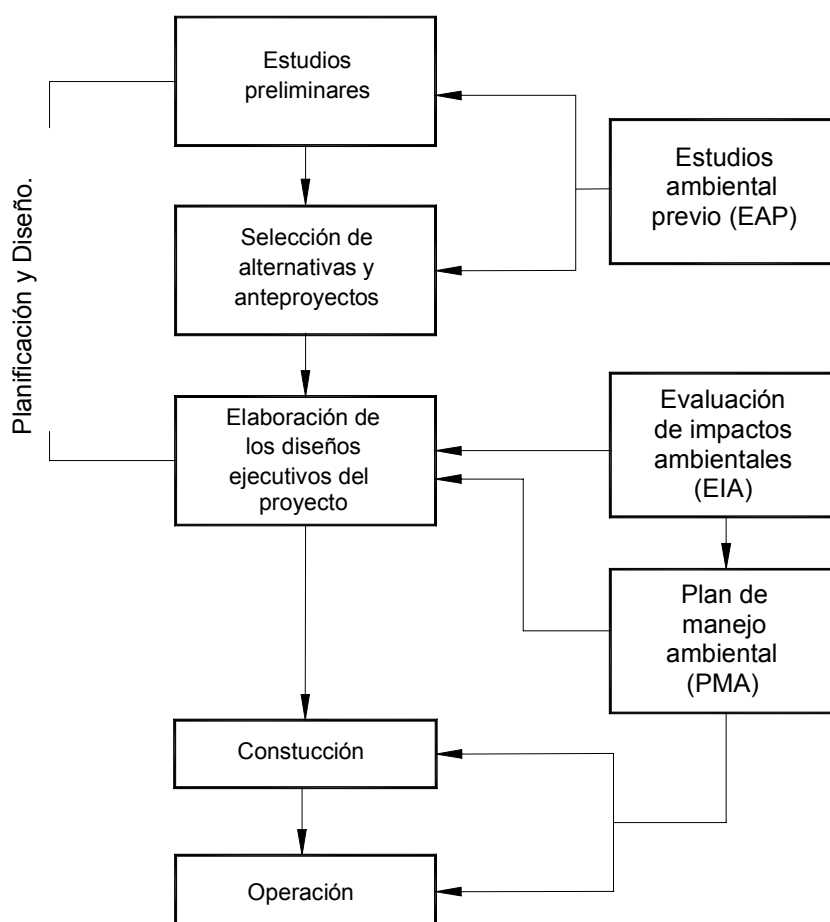 Estudios
preliminares
Estudios
ambiental
previo (EAP)
Selección de
alternativas y
anteproyectos
Planificación y Diseño.
Elaboración de
los diseños
ejecutivos del
proyecto
Evaluación
de impactos
ambientales
(EIA)
Plan de
manejo
ambiental
(PMA)
Constucción
Operación